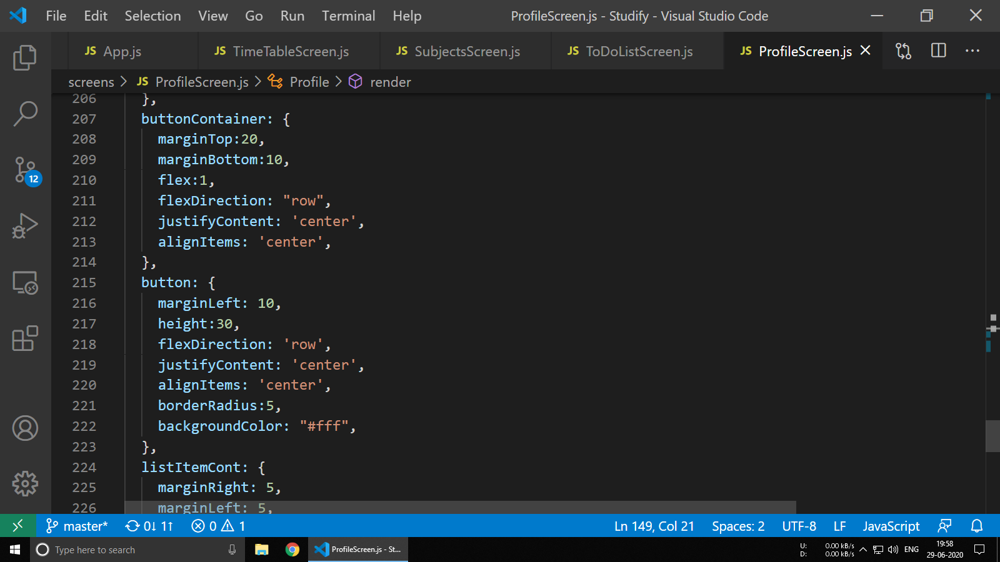 File Edit Selection View Go Run Terminal Help ProfileScreen.js - Studify - Visual Studio Code
JS App.js JS TimeTableScreen.js JS SubjectsScreen.js JS ToDoListScreen.js JS ProfileScreen.js
screens > JS ProfileScreen.js > Profile > render
206 },
207 buttonContainer: {
208 marginTop:20,
209 marginBottom:10,
210 flex:1,
211 flexDirection: "row",
212 justifyContent: 'center',
213 alignItems: 'center',
214 },
215 button: {
216 marginLeft: 10,
217 height:30,
218 flexDirection: 'row',
219 justifyContent: 'center',
220 alignItems: 'center',
221 borderRadius:5,
222 backgroundColor: "#fff",
223 },
224 listItemCont: {
225 marginRight: 5,
226 marginLeft: 5,
12
master* 0↓ 1↑ 0 1 Ln 149, Col 21 Spaces: 2 UTF-8 LF JavaScript
Type here to search ProfileScreen.js - St... U: 0.00 kB/s ENG 19:58
D: 0.00 kB/s 29-06-2020